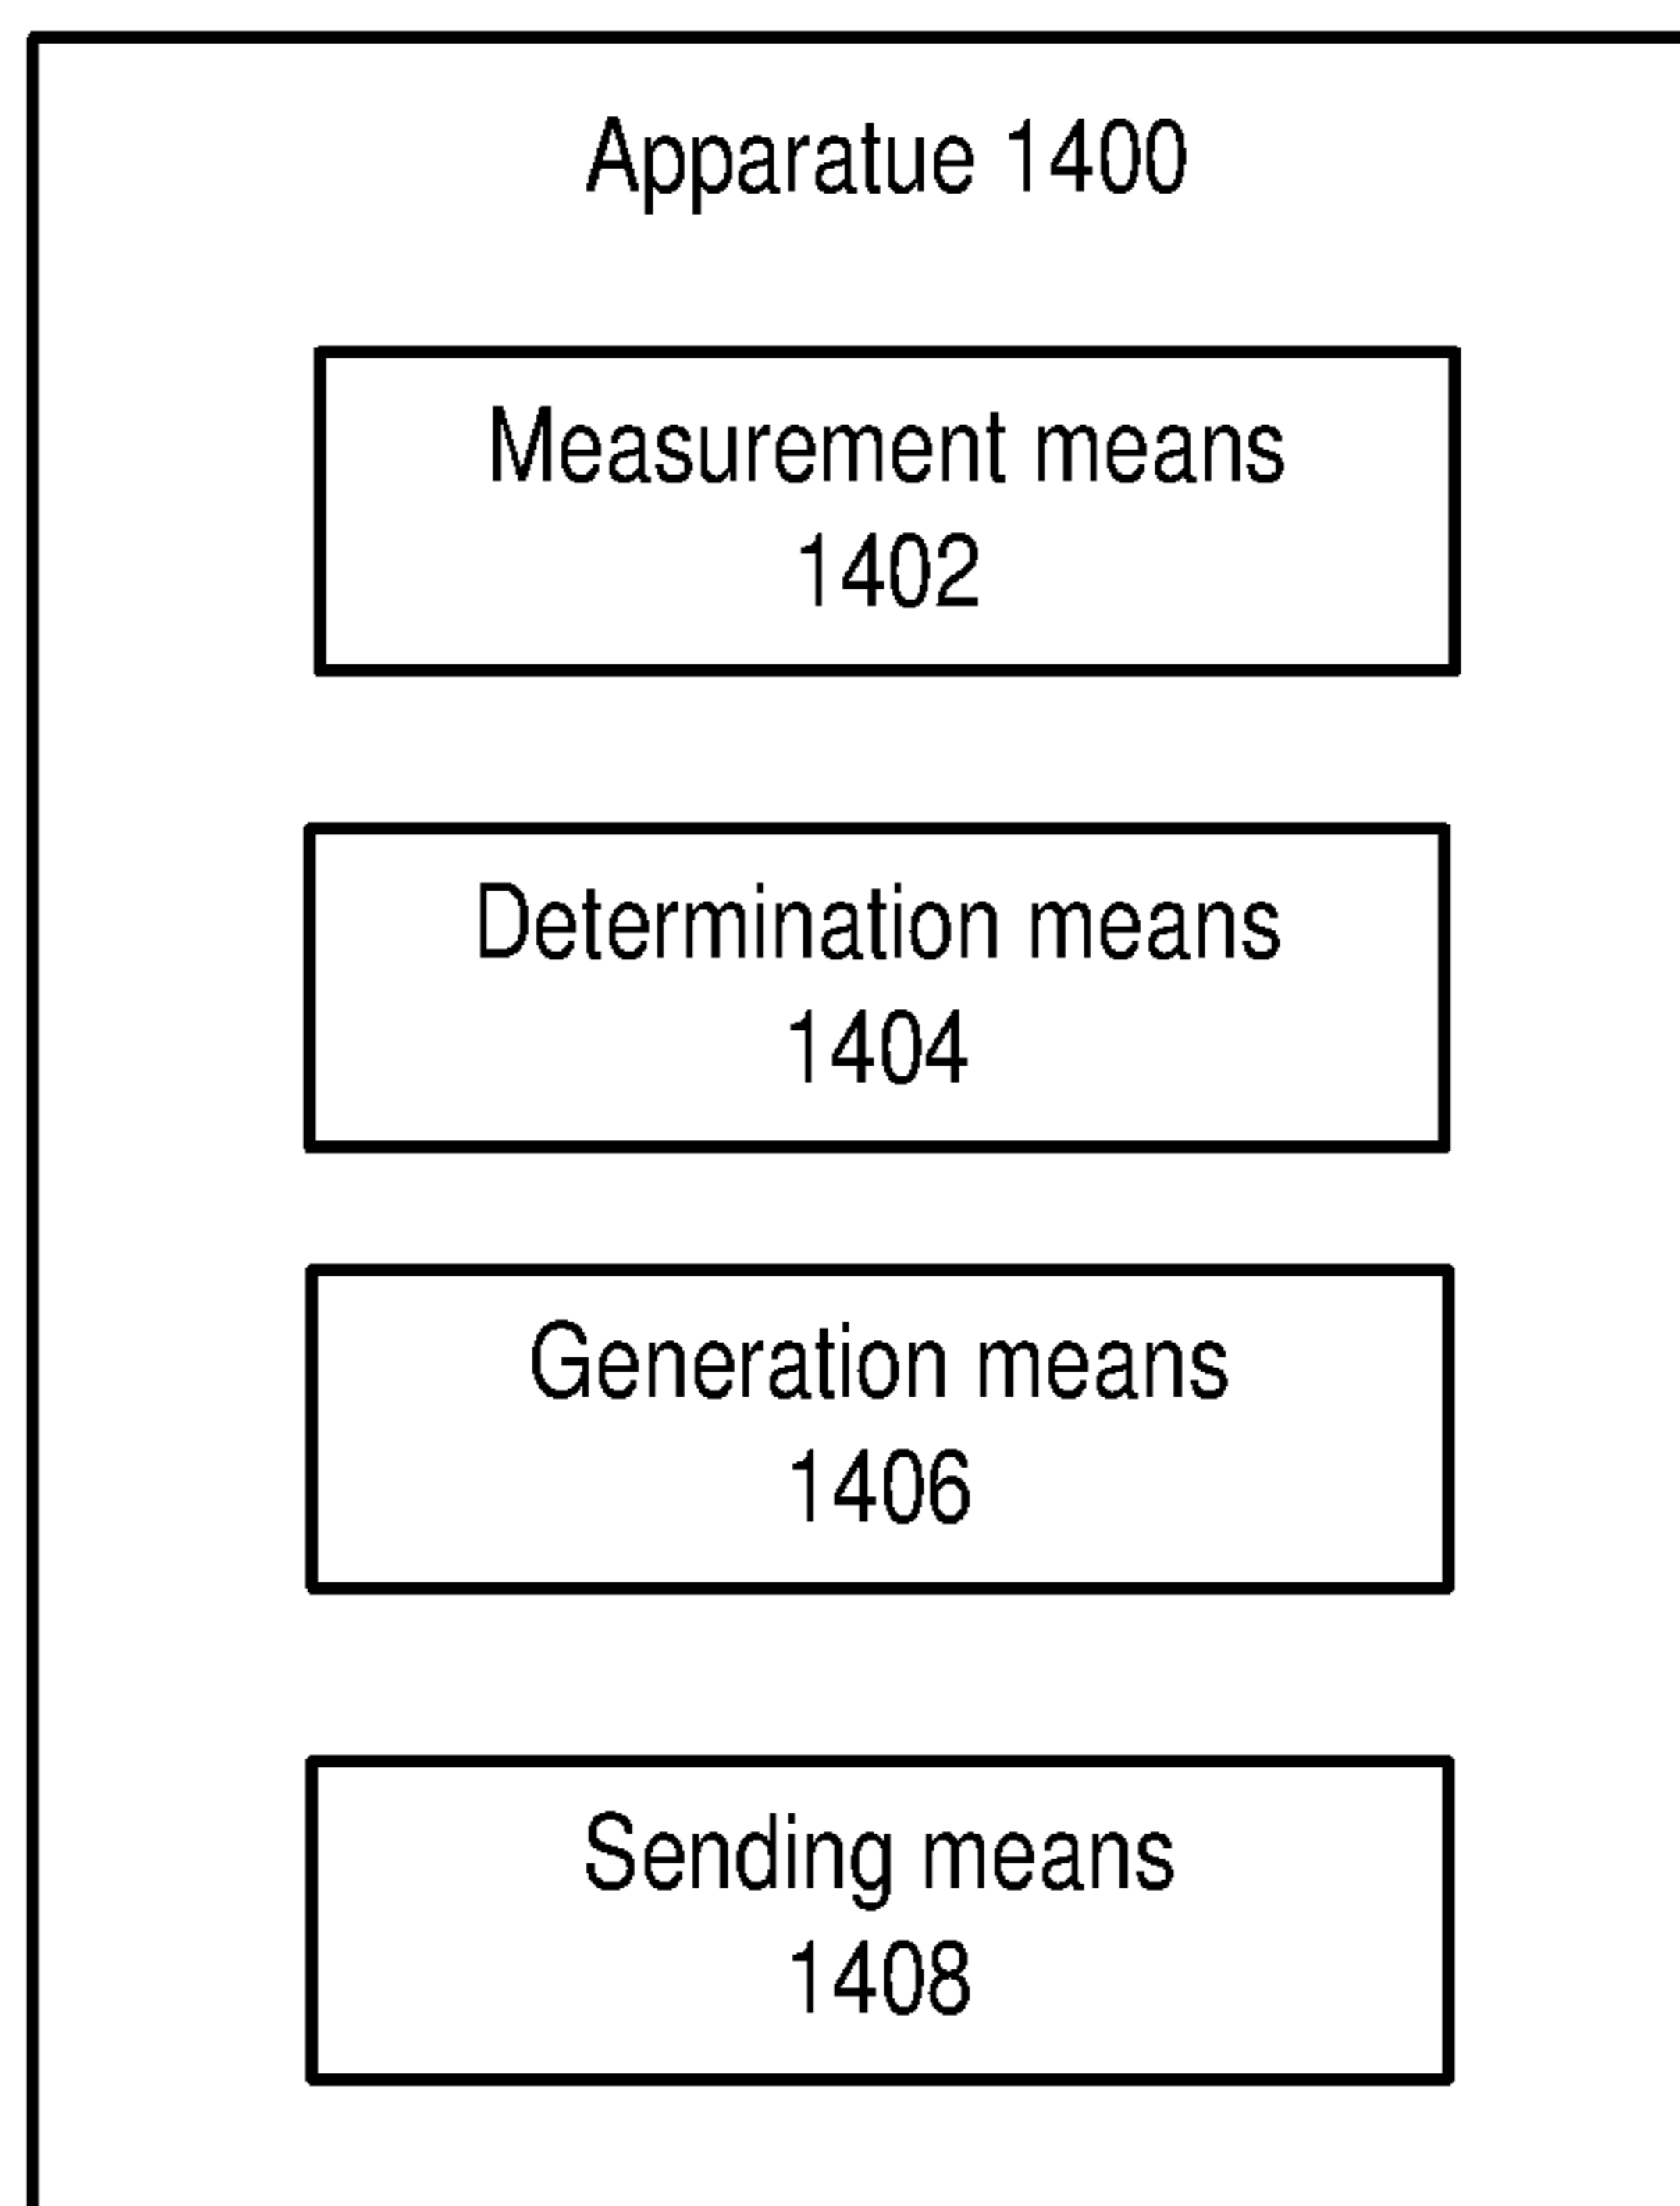 Apparatue 1400
Measurement means
1402
Determination means
1404
Generation means
1406
Sending means
1408